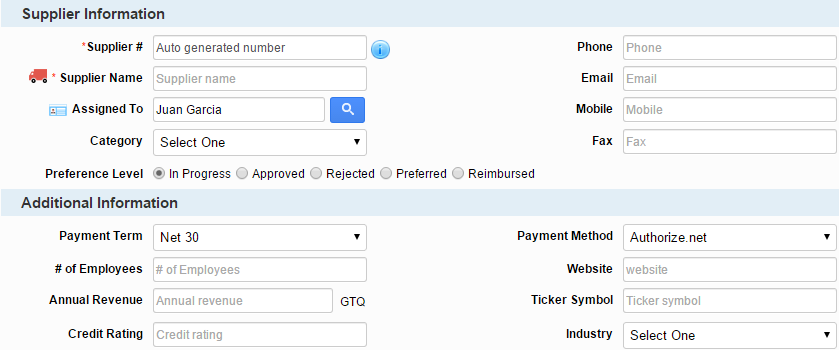 Supplier Information
*Supplier # Auto generated number i Phone Phone
* Supplier Name Supplier name Email Email
Assigned To Juan Garcia Mobile Mobile
Category Select One Fax Fax
Preference Level In Progress Approved Rejected Preferred Reimbursed
Additional Information
Payment Term Net 30 Payment Method Authorize.net
# of Employees # of Employees Website website
Annual Revenue Annual revenue GTQ Ticker Symbol Ticker symbol
Credit Rating Credit rating Industry Select One